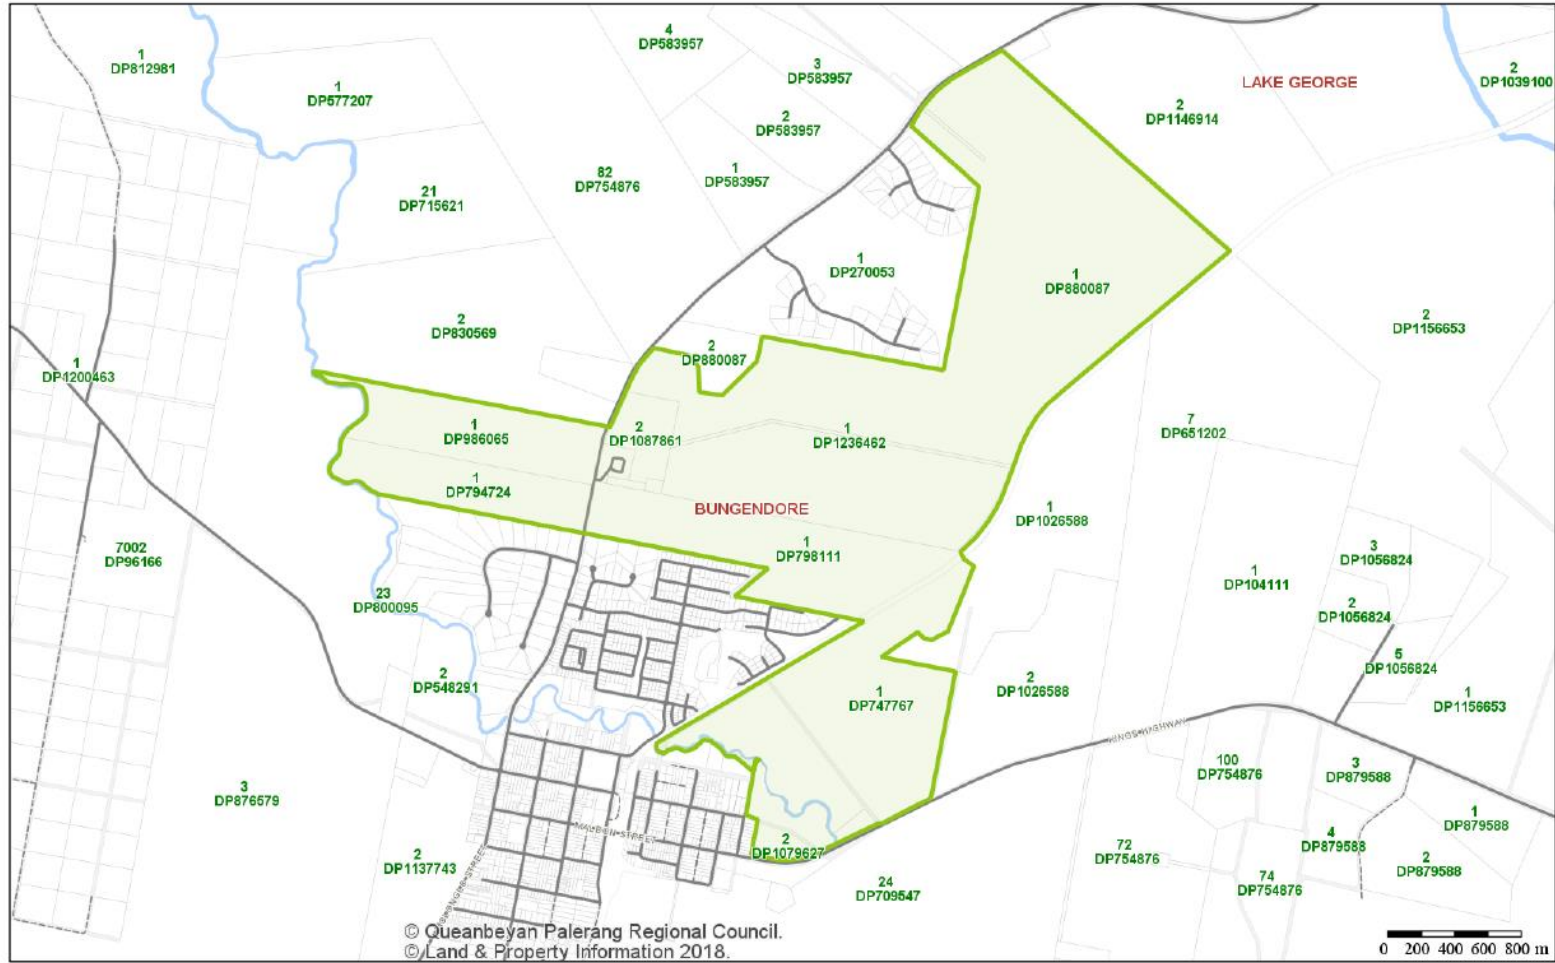 4
DP583957
1
DP812981
3
DP583957
2
DP1039100
LAKE GEORGE
1
DP577207
2
DP1146914
2
DP583957
82
DP754876
1
DP583957
21
DP715621
1
DP270053
1
DP880087
2
DP830569
2
DP1156653
2
DP880087
1
DP1200463
1
DP986065
2
DP1087861
1
DP1236462
7
DP651202
1
DP794724
BUNGENDORE
1
DP1026588
7002
DP96166
1
DP798111
3
DP1056824
1
DP104111
23
DP800095
2
DP1056824
5
DP1056824
2
DP548291
1
DP747767
2
DP1026588
1
DP1156653
KINGS HIGHWAY
100
DP754876
3
DP879588
3
DP876579
1
DP879588
MALBON STREET
2
DP1079627
72
DP754876
4
DP879588
2
DP1137743
2
DP879588
74
DP754876
24
DP709547
STREET
© Queanbeyan Palerang Regional Council.
© Land & Property Information 2018.
0 200 400 600 800 m